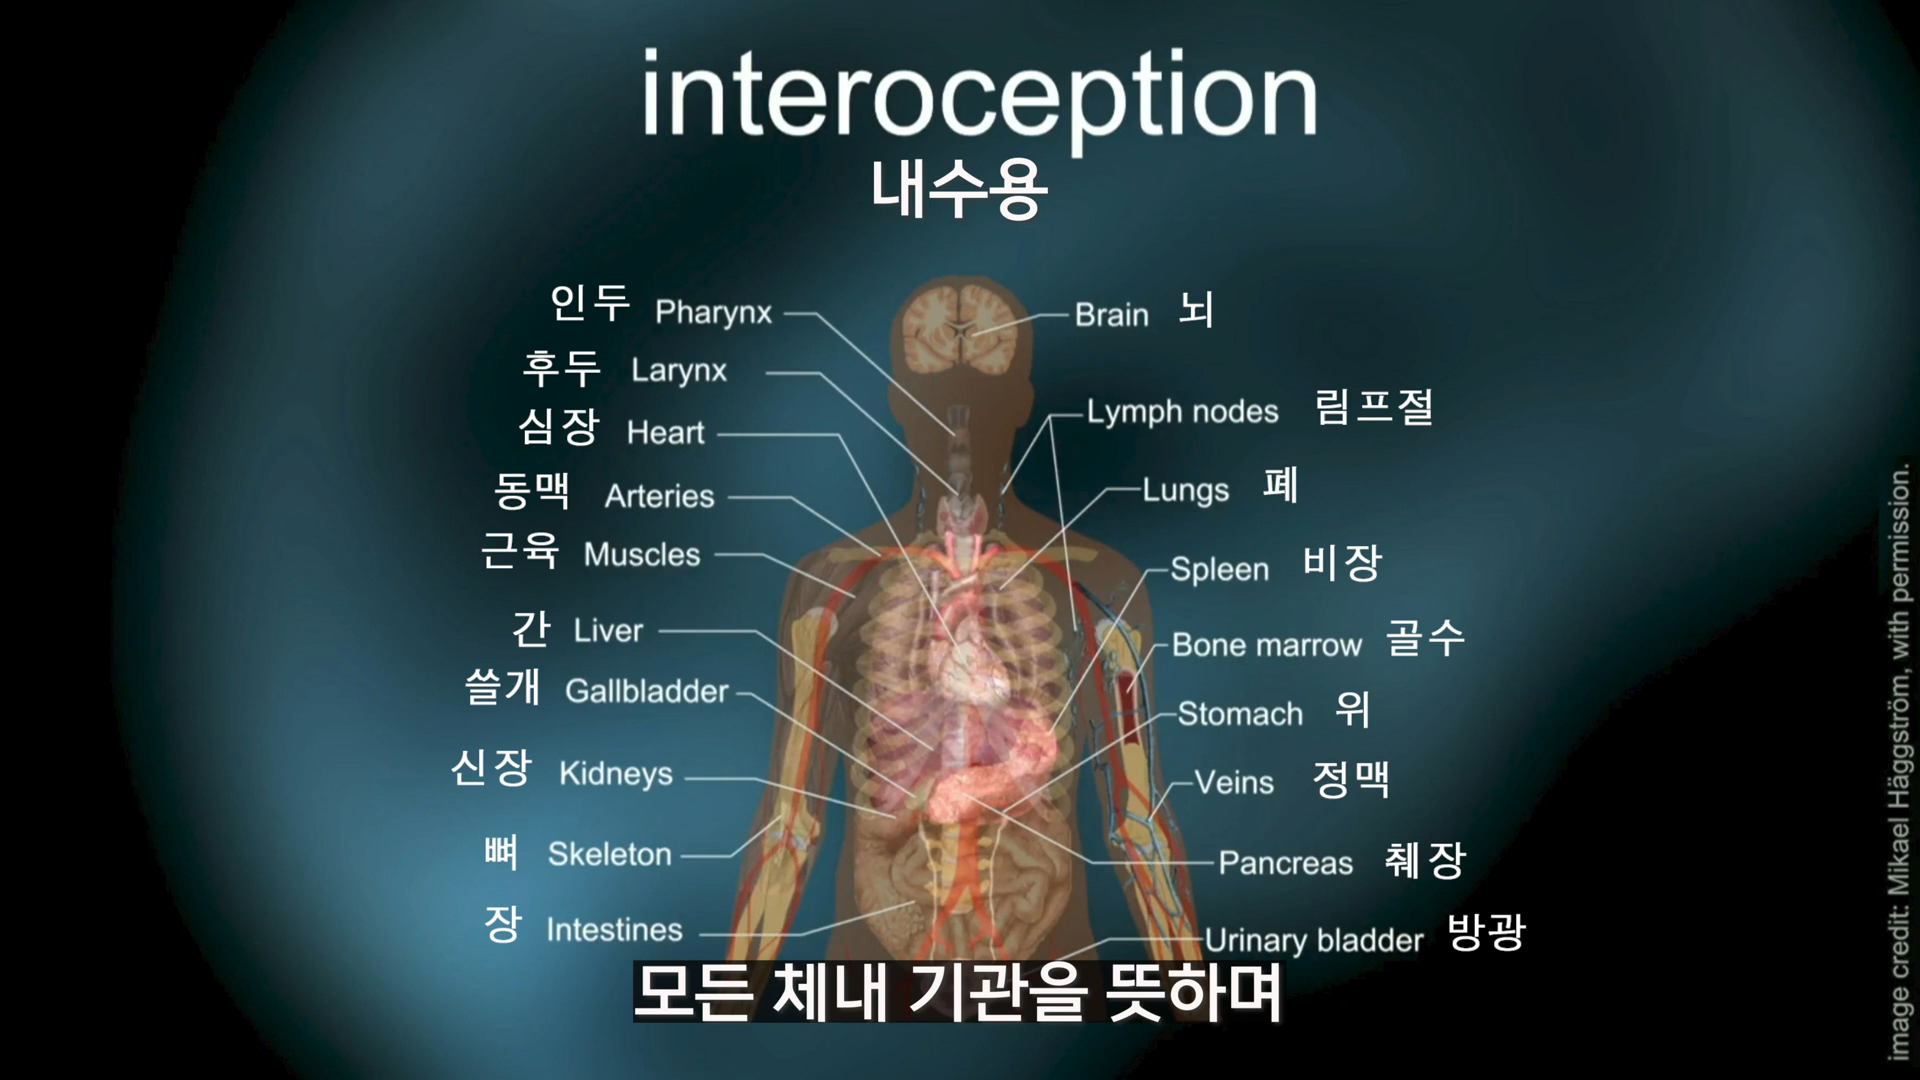 interoception
내수용
인두 Pharynx
후두 Larynx
심장 Heart
동맥 Arteries
근육 Muscles
간 Liver
쓸개 Gallbladder
신장 Kidneys
뼈 Skeleton
장 Intestines
Brain 뇌
Lymph nodes 림프절
Lungs 폐
Spleen 비장
Bone marrow 골수
Stomach 위
Veins 정맥
Pancreas 췌장
Urinary bladder 방광
모든 체내 기관을 뜻하며
image credit: Mikael Häggström, with permission.